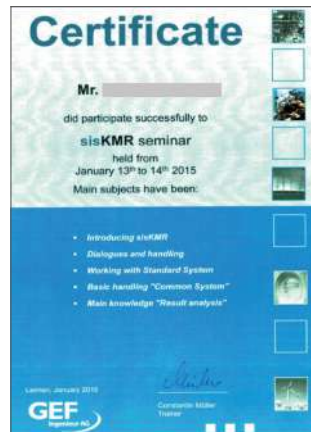 Certificate
Mr.
did participate successfully to
sisKMR seminar
held from
January 13th to 14th 2015
Main subjects have been:
• Introducing sisKMR
• Dialogues and handling
• Working with Standard System
• Basic handling "Common System"
• Main knowledge "Result analysis"
Leimen, January 2015
GEF
Ingenieur AG
Constantin Müller
Trainer